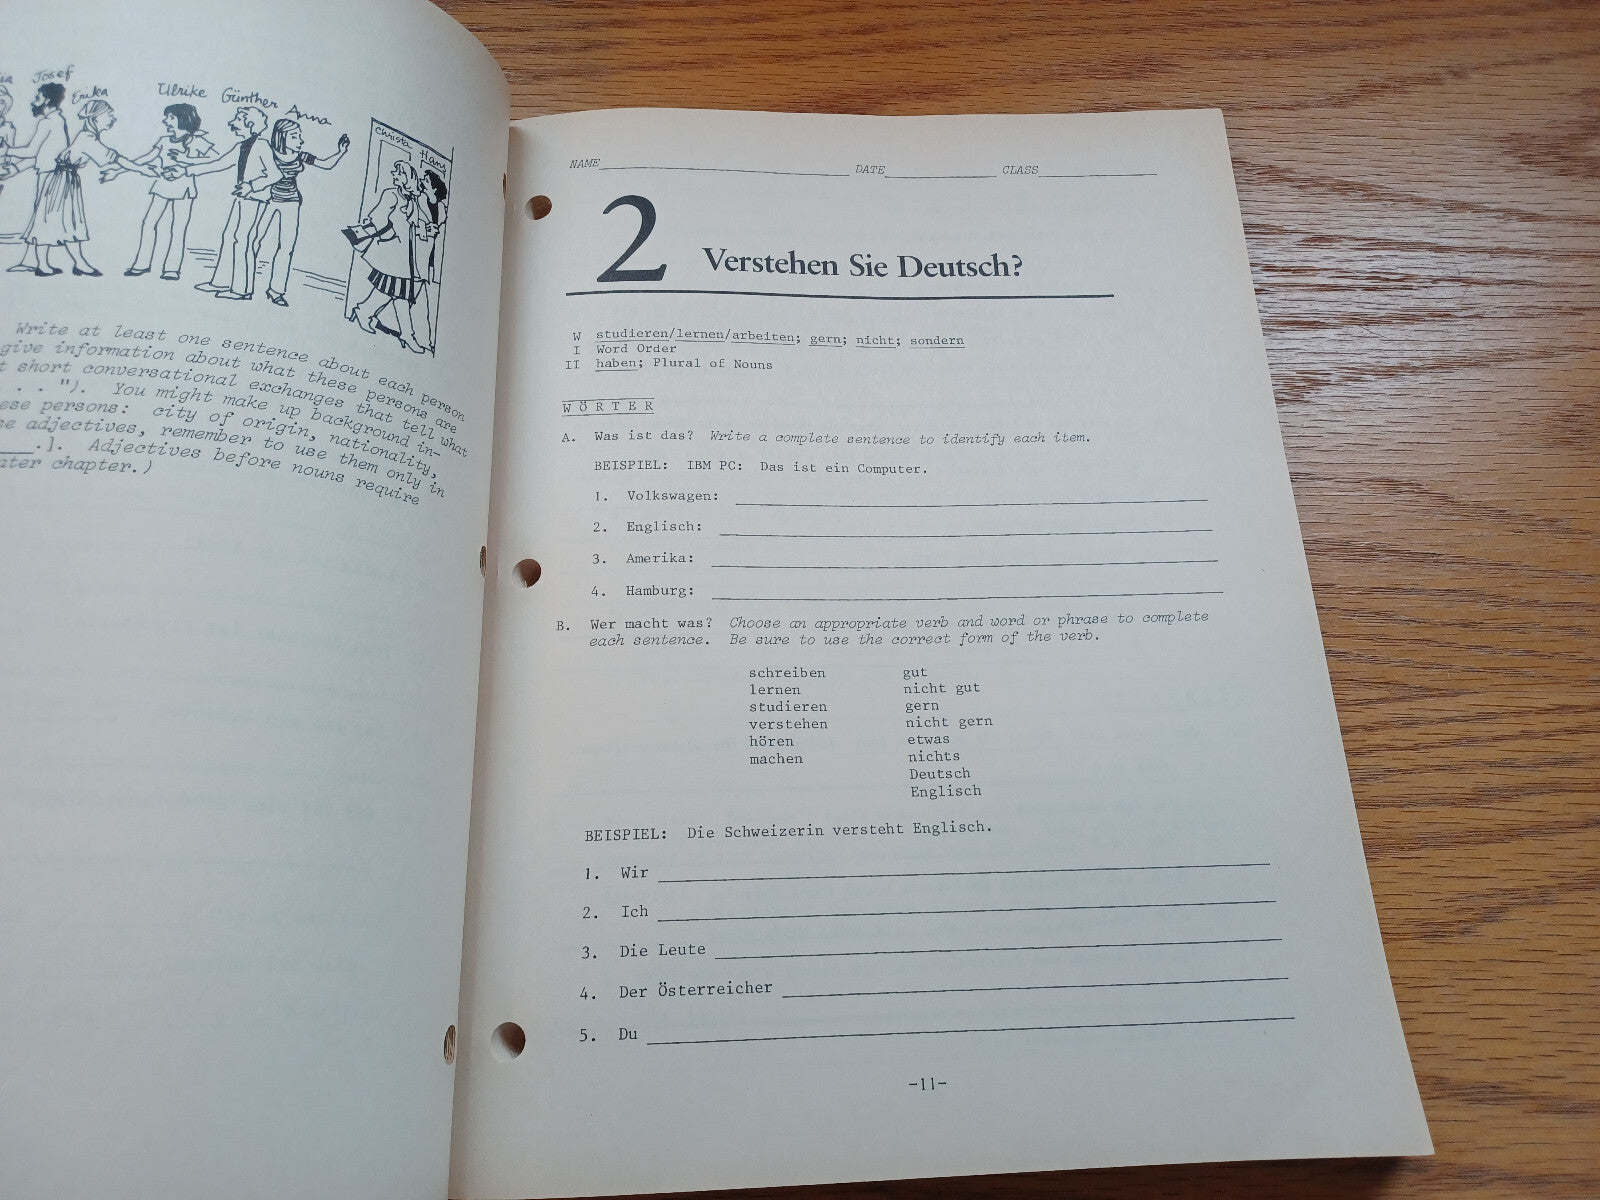 Josef
Erika
Ulrike
Günther
Anna
Christa
Hans
Write at least one sentence about each person
give information about what these persons are
short conversational exchanges that tell what
. . . "). You might make up background in-
persons: city of origin, nationality,
adjectives, remember to use them only in
.]. Adjectives before nouns require
chapter.)
NAME DATE CLASS
2 Verstehen Sie Deutsch?
W studieren/lernen/arbeiten; gern; nicht; sondern
I Word Order
II haben; Plural of Nouns
WÖRTER
A. Was ist das? Write a complete sentence to identify each item.
BEISPIEL: IBM PC: Das ist ein Computer.
1. Volkswagen:
2. Englisch:
3. Amerika:
4. Hamburg:
B. Wer macht was? Choose an appropriate verb and word or phrase to complete
each sentence. Be sure to use the correct form of the verb.
schreiben gut
lernen nicht gut
studieren gern
verstehen nicht gern
hören etwas
machen nichts
Deutsch
Englisch
BEISPIEL: Die Schweizerin versteht Englisch.
1. Wir
2. Ich
3. Die Leute
4. Der Österreicher
5. Du
-11-